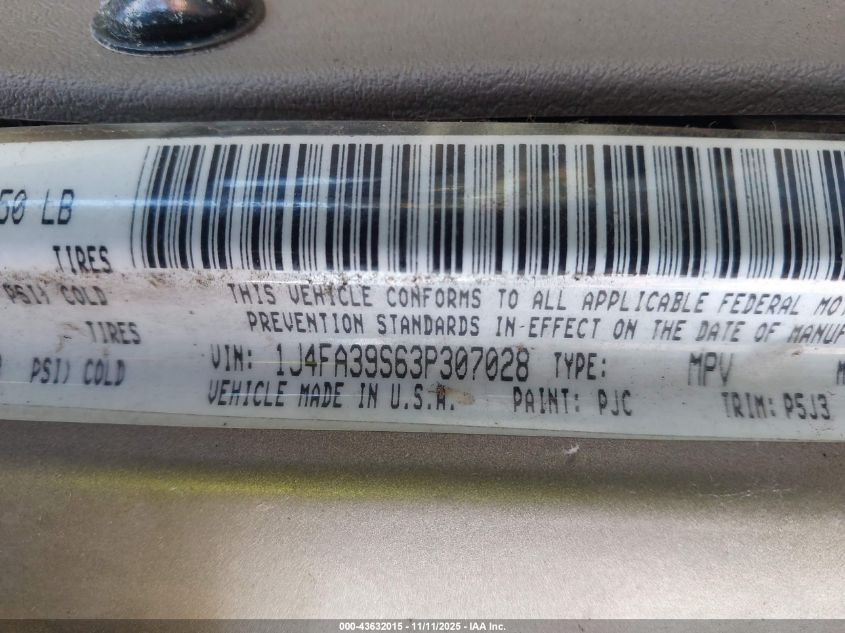 50 LB
TIRES
PSI) COLD
TIRES
PSI) COLD
THIS VEHICLE CONFORMS TO ALL APPLICABLE FEDERAL MOT
PREVENTION STANDARDS IN EFFECT ON THE DATE OF MANUF
VIN: 1J4FA39S63P307028 TYPE: MPV
VEHICLE MADE IN U.S.A. PAINT: PJC TRIM: P5J3
000-43632015 - 11/11/2025 - IAA Inc.